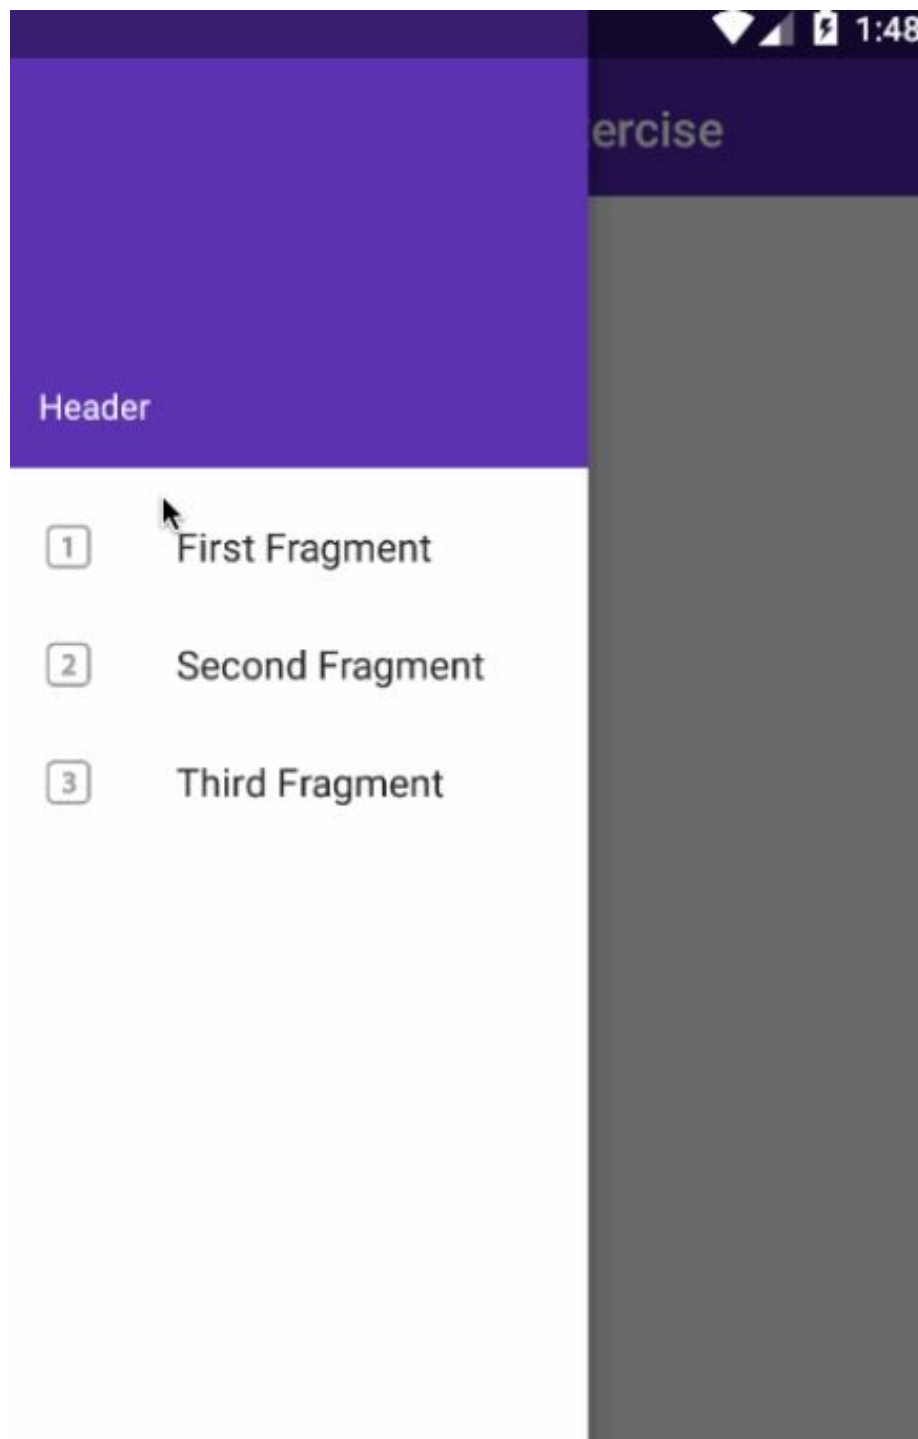 1:48
ercise
Header
1 First Fragment
2 Second Fragment
3 Third Fragment